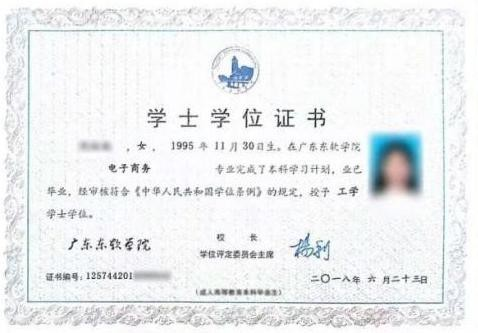 学士学位证书
，女，1995 年 11 月 30 日生。在广东东软学院
电子商务 专业完成了本科学习计划，业已
毕业，经审核符合《中华人民共和国学位条例》的规定，授予 工学
学士学位。
广东东软学院
校 长
学位评定委员会主席
杨利
证书编号：125744201
二〇一八年 六 月 二十三日
（成人高等教育本科毕业生）